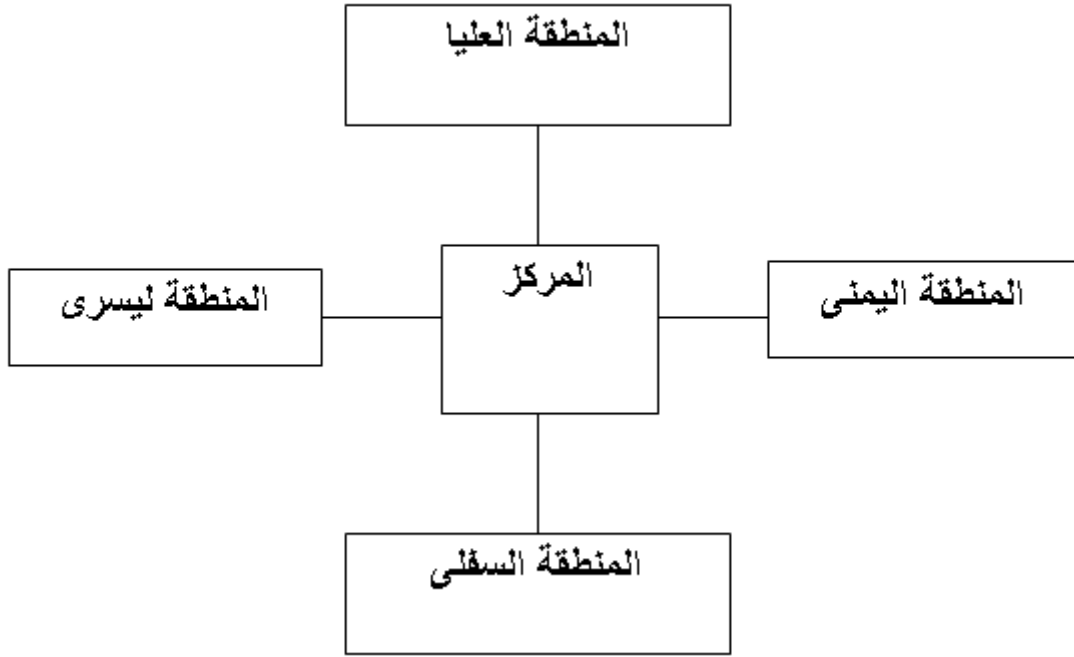 المنطقة العليا
المركز
المنطقة اليمنى
المنطقة ليسرى
المنطقة السفلى